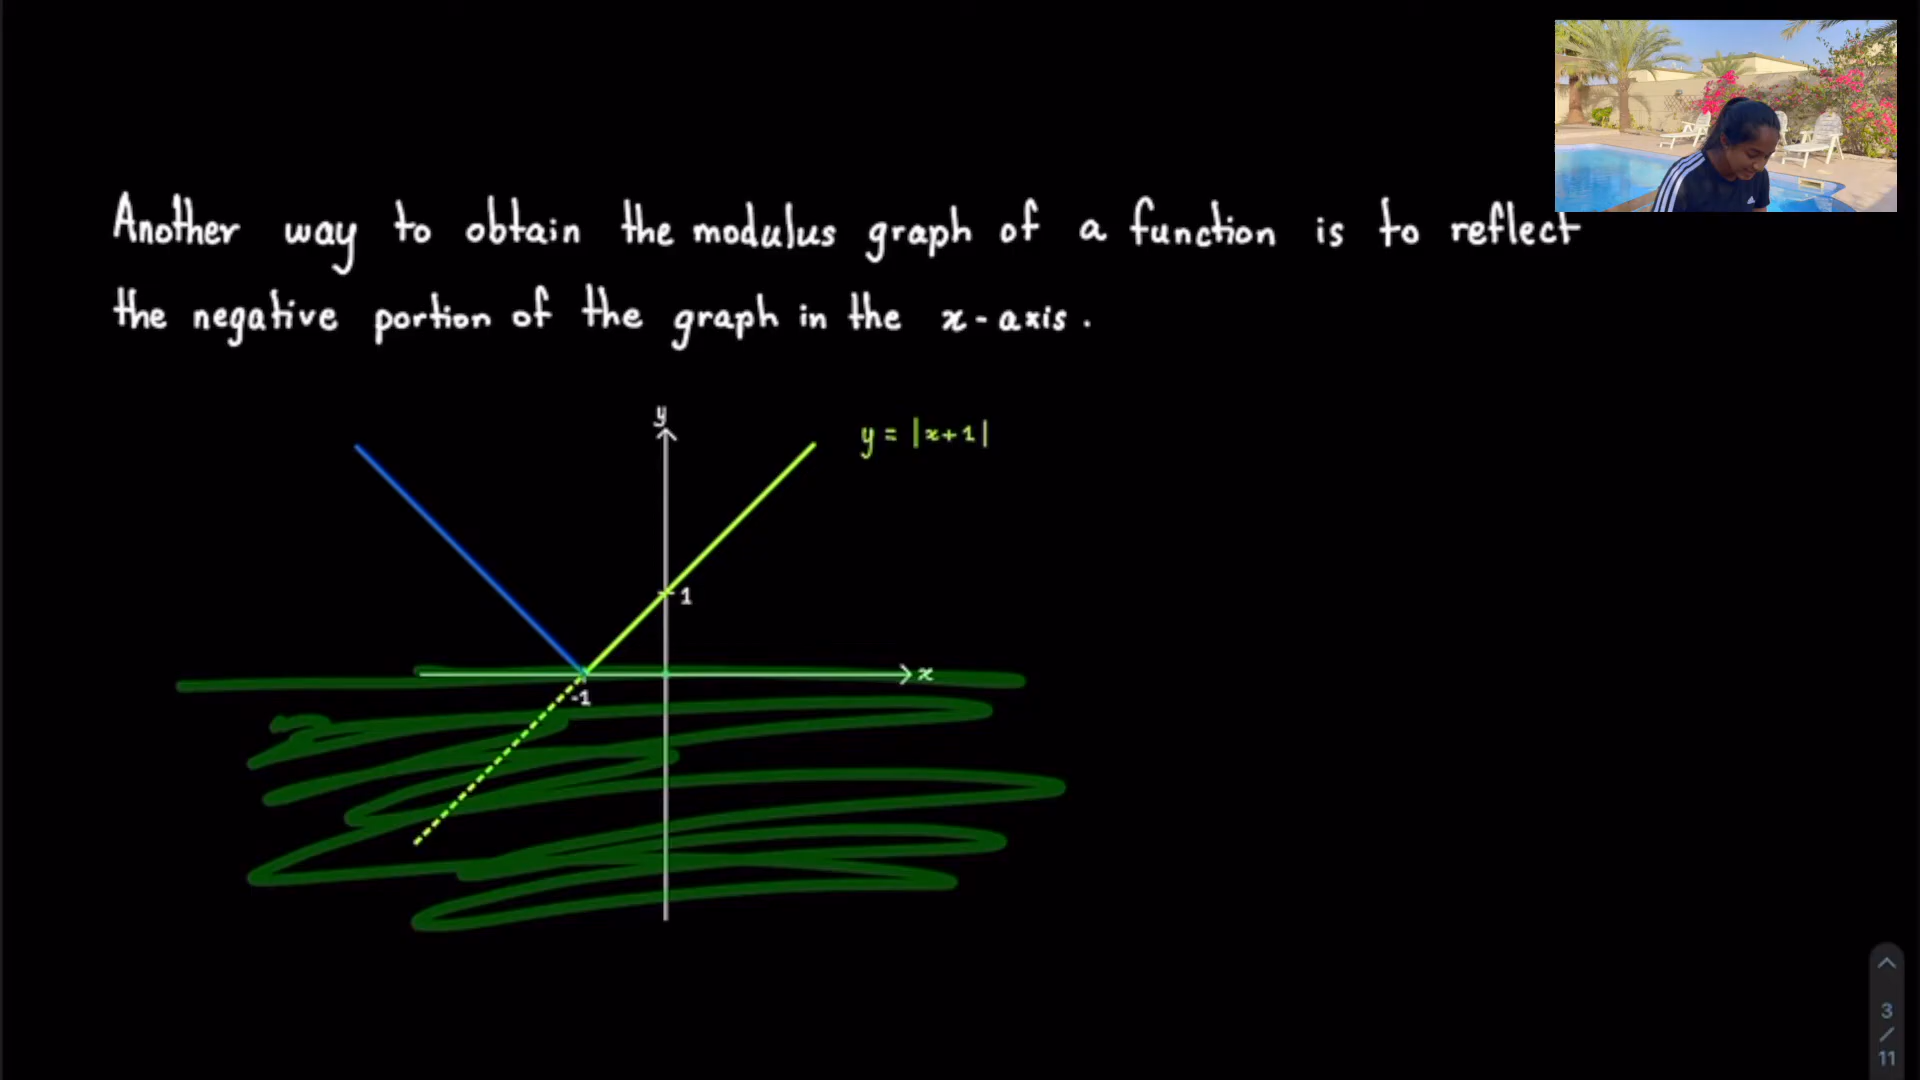 Another way to obtain the modulus graph of a function is to reflect
the negative portion of the graph in the x-axis.
y
y = |x+1|
1
x
-1
3
/
11